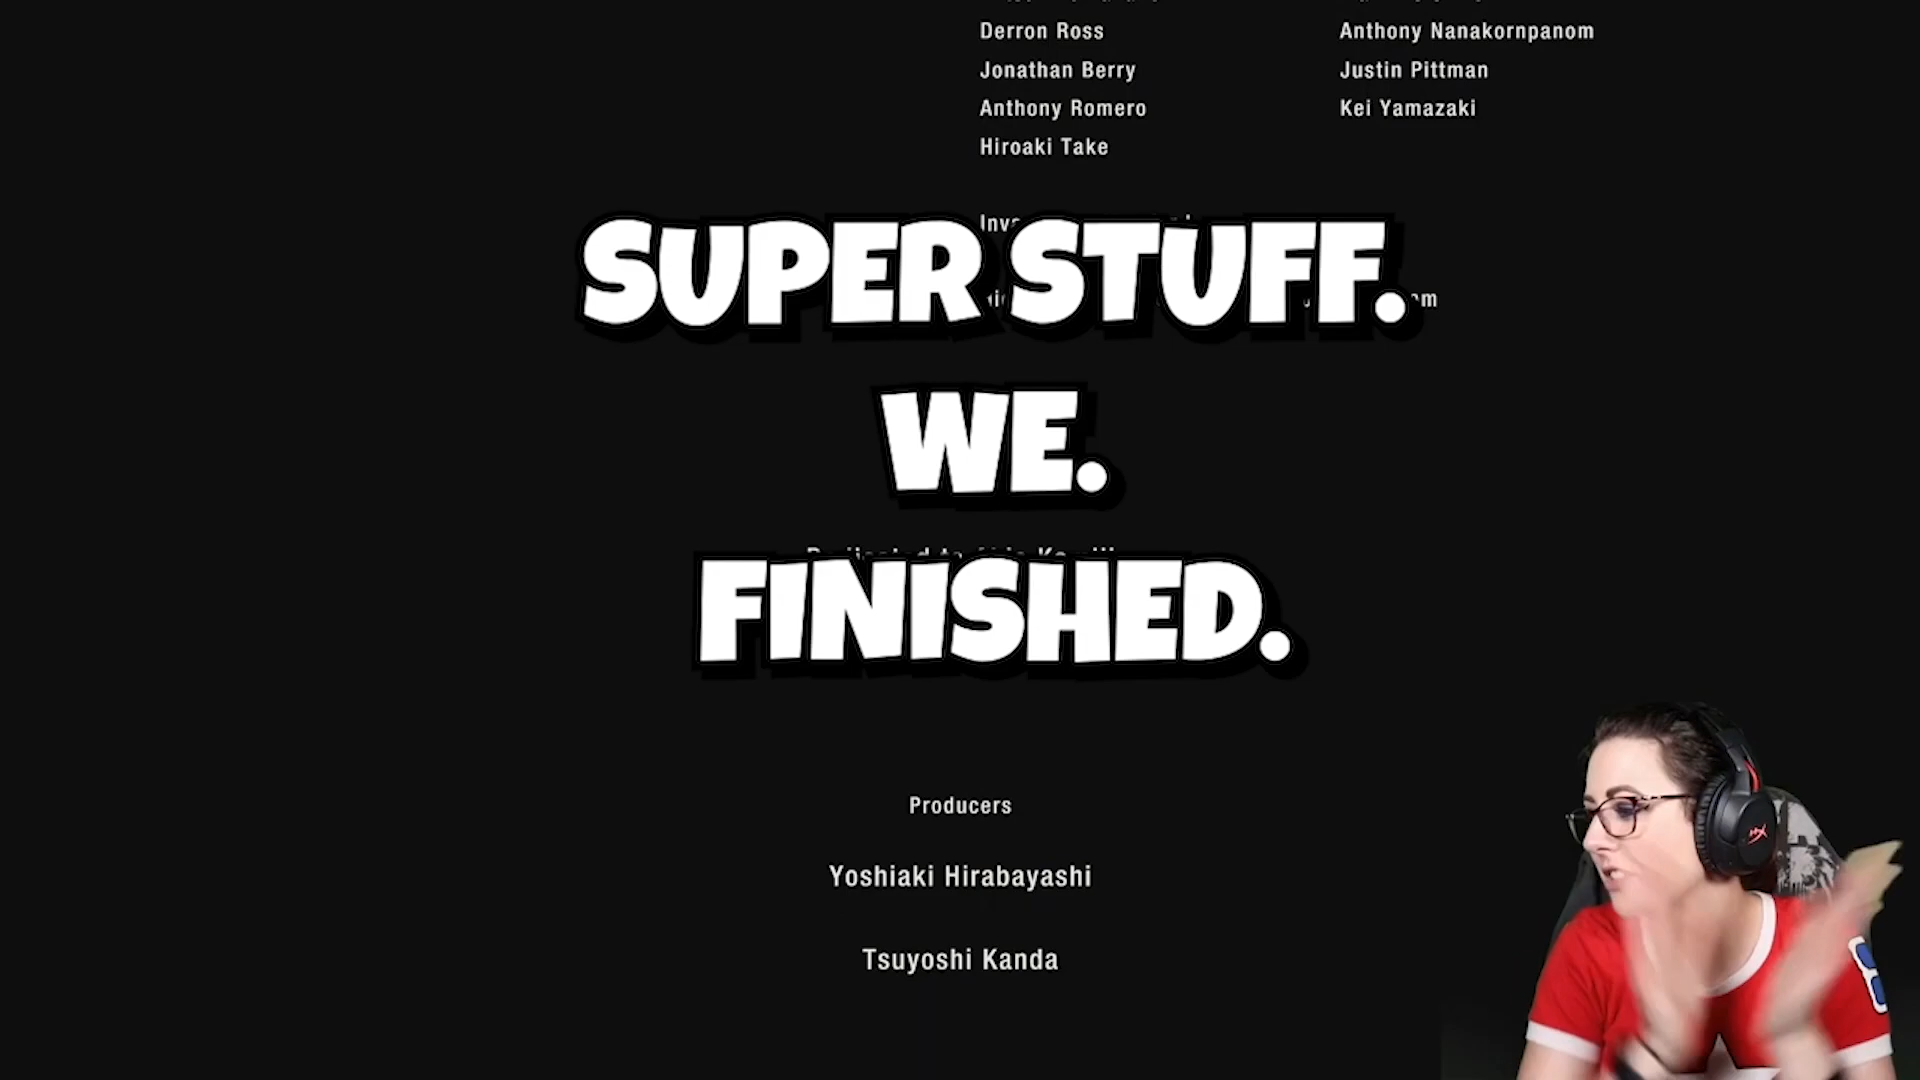 Derron Ross Anthony Nanakornpanom
Jonathan Berry Justin Pittman
Anthony Romero Kei Yamazaki
Hiroaki Take
SUPER STUFF.
WE.
FINISHED.
Producers
Yoshiaki Hirabayashi
Tsuyoshi Kanda